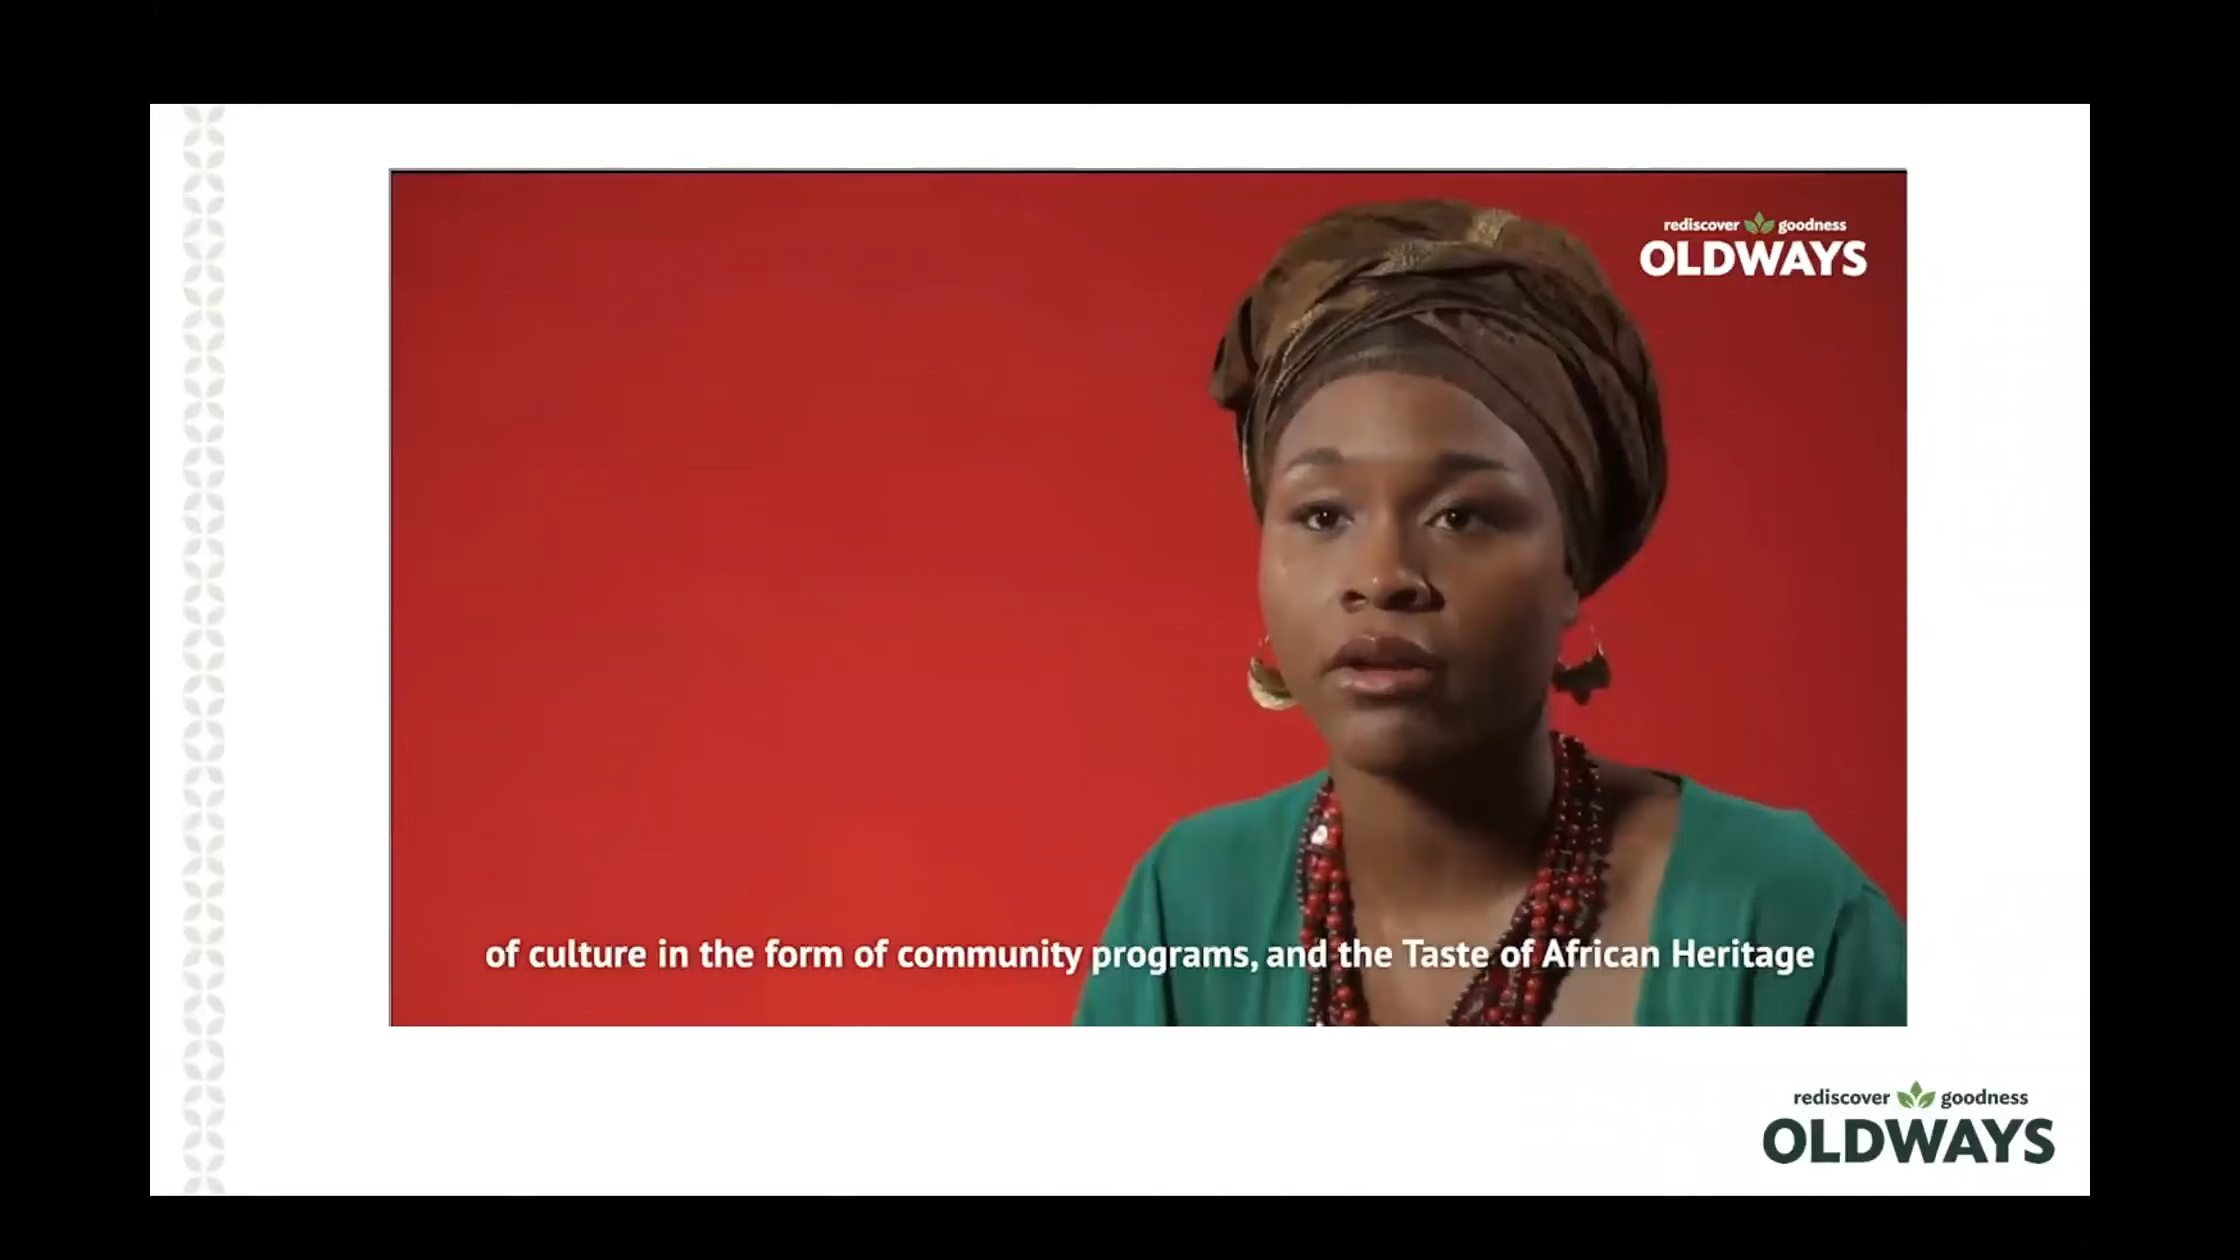 rediscover goodness
OLDWAYS
of culture in the form of community programs, and the Taste of African Heritage
rediscover goodness
OLDWAYS